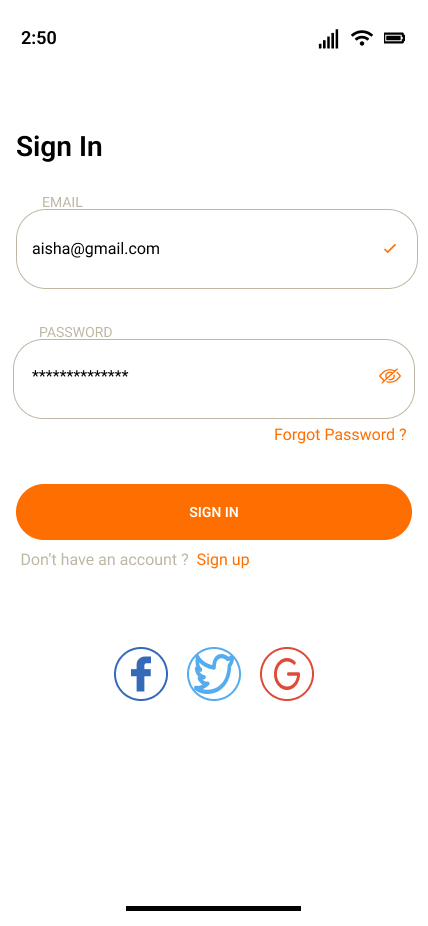 2:50
Sign In
EMAIL
aisha@gmail.com
PASSWORD
**************
Forgot Password ?
SIGN IN
Don't have an account ? Sign up